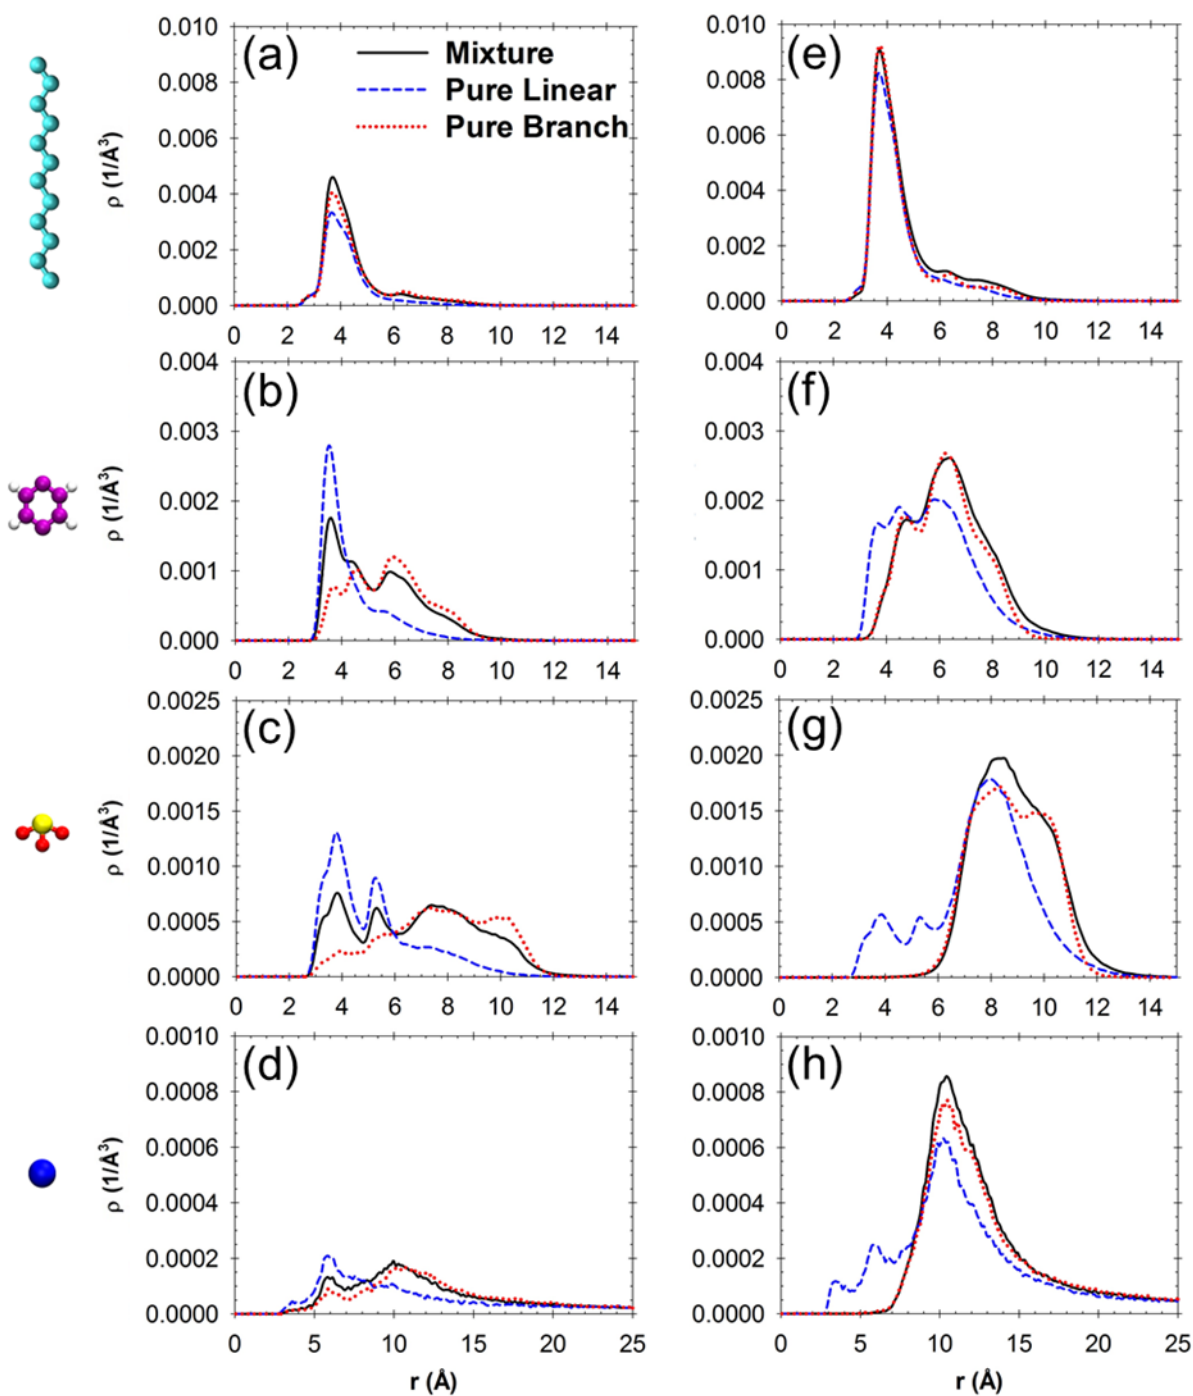 (a)
Mixture
Pure Linear
Pure Branch
ρ (1/Å³)
0.010
0.008
0.006
0.004
0.002
0.000
0 2 4 6 8 10 12 14
(e)
0.010
0.008
0.006
0.004
0.002
0.000
0 2 4 6 8 10 12 14
(b)
ρ (1/Å³)
0.004
0.003
0.002
0.001
0.000
0 2 4 6 8 10 12 14
(f)
0.004
0.003
0.002
0.001
0.000
0 2 4 6 8 10 12 14
(c)
ρ (1/Å³)
0.0025
0.0020
0.0015
0.0010
0.0005
0.0000
0 2 4 6 8 10 12 14
(g)
0.0025
0.0020
0.0015
0.0010
0.0005
0.0000
0 2 4 6 8 10 12 14
(d)
ρ (1/Å³)
0.0010
0.0008
0.0006
0.0004
0.0002
0.0000
0 5 10 15 20 25
r (Å)
(h)
0.0010
0.0008
0.0006
0.0004
0.0002
0.0000
0 5 10 15 20 25
r (Å)